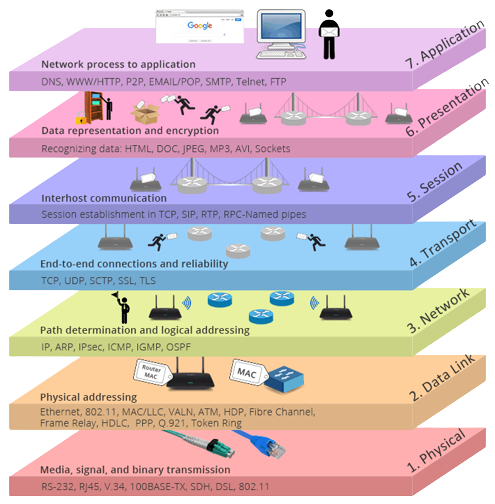 Google
7. Application
Network process to application
DNS, WWW/HTTP, P2P, EMAIL/POP, SMTP, Telnet, FTP
6. Presentation
Data representation and encryption
Recognizing data: HTML, DOC, JPEG, MP3, AVI, Sockets
5. Session
Interhost communication
Session establishment in TCP, SIP, RTP, RPC-Named pipes
4. Transport
End-to-end connections and reliability
TCP, UDP, SCTP, SSL, TLS
3. Network
Path determination and logical addressing
IP, ARP, IPsec, ICMP, IGMP, OSPF
2. Data Link
Router
MAC
MAC
Physical addressing
Ethernet, 802.11, MAC/LLC, VALN, ATM, HDP, Fibre Channel,
Frame Relay, HDLC, PPP, Q.921, Token Ring
1. Physical
Media, signal, and binary transmission
RS-232, RJ45, V.34, 100BASE-TX, SDH, DSL, 802.11